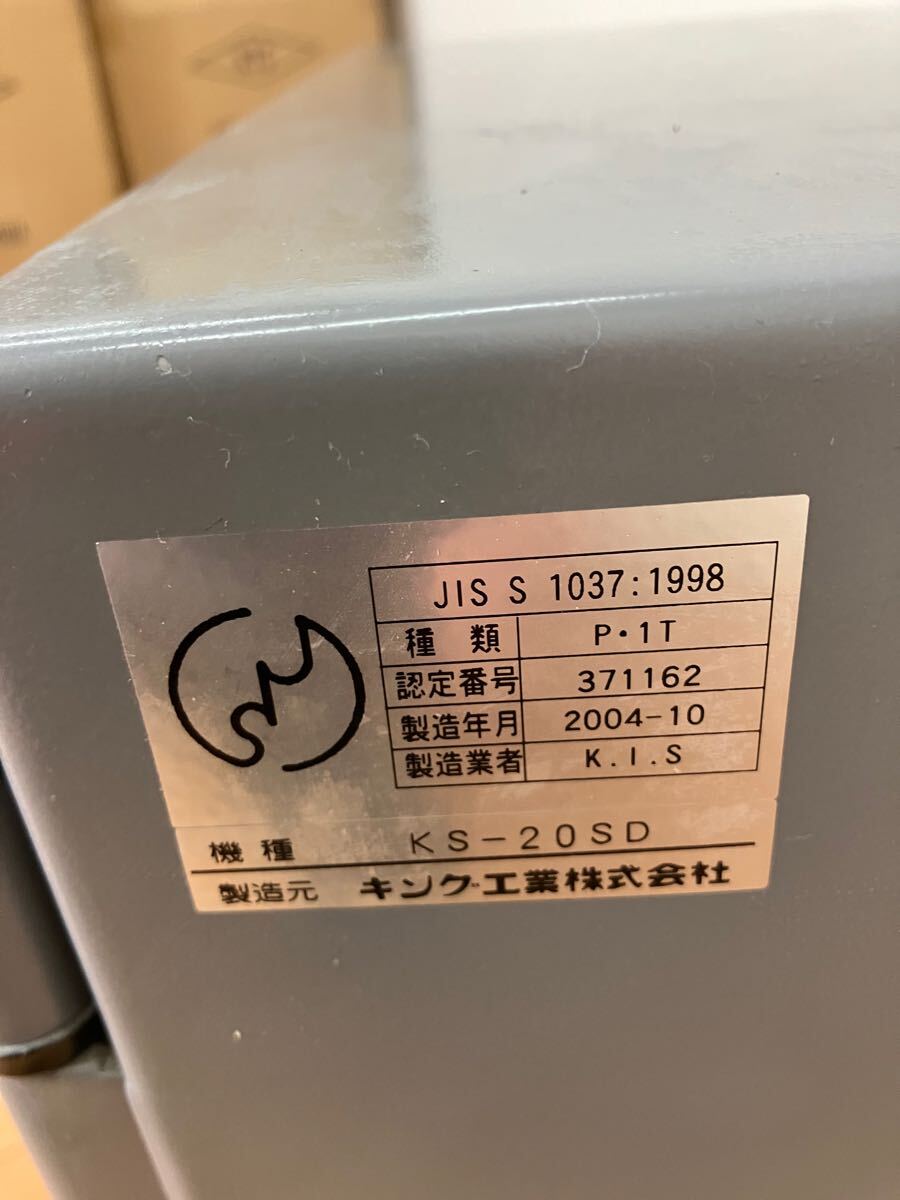 JIS S 1037:1998
種類 P・1T
認定番号 371162
製造年月 2004-10
製造業者 K.I.S
機種 KS-20SD
製造元 キング工業株式会社